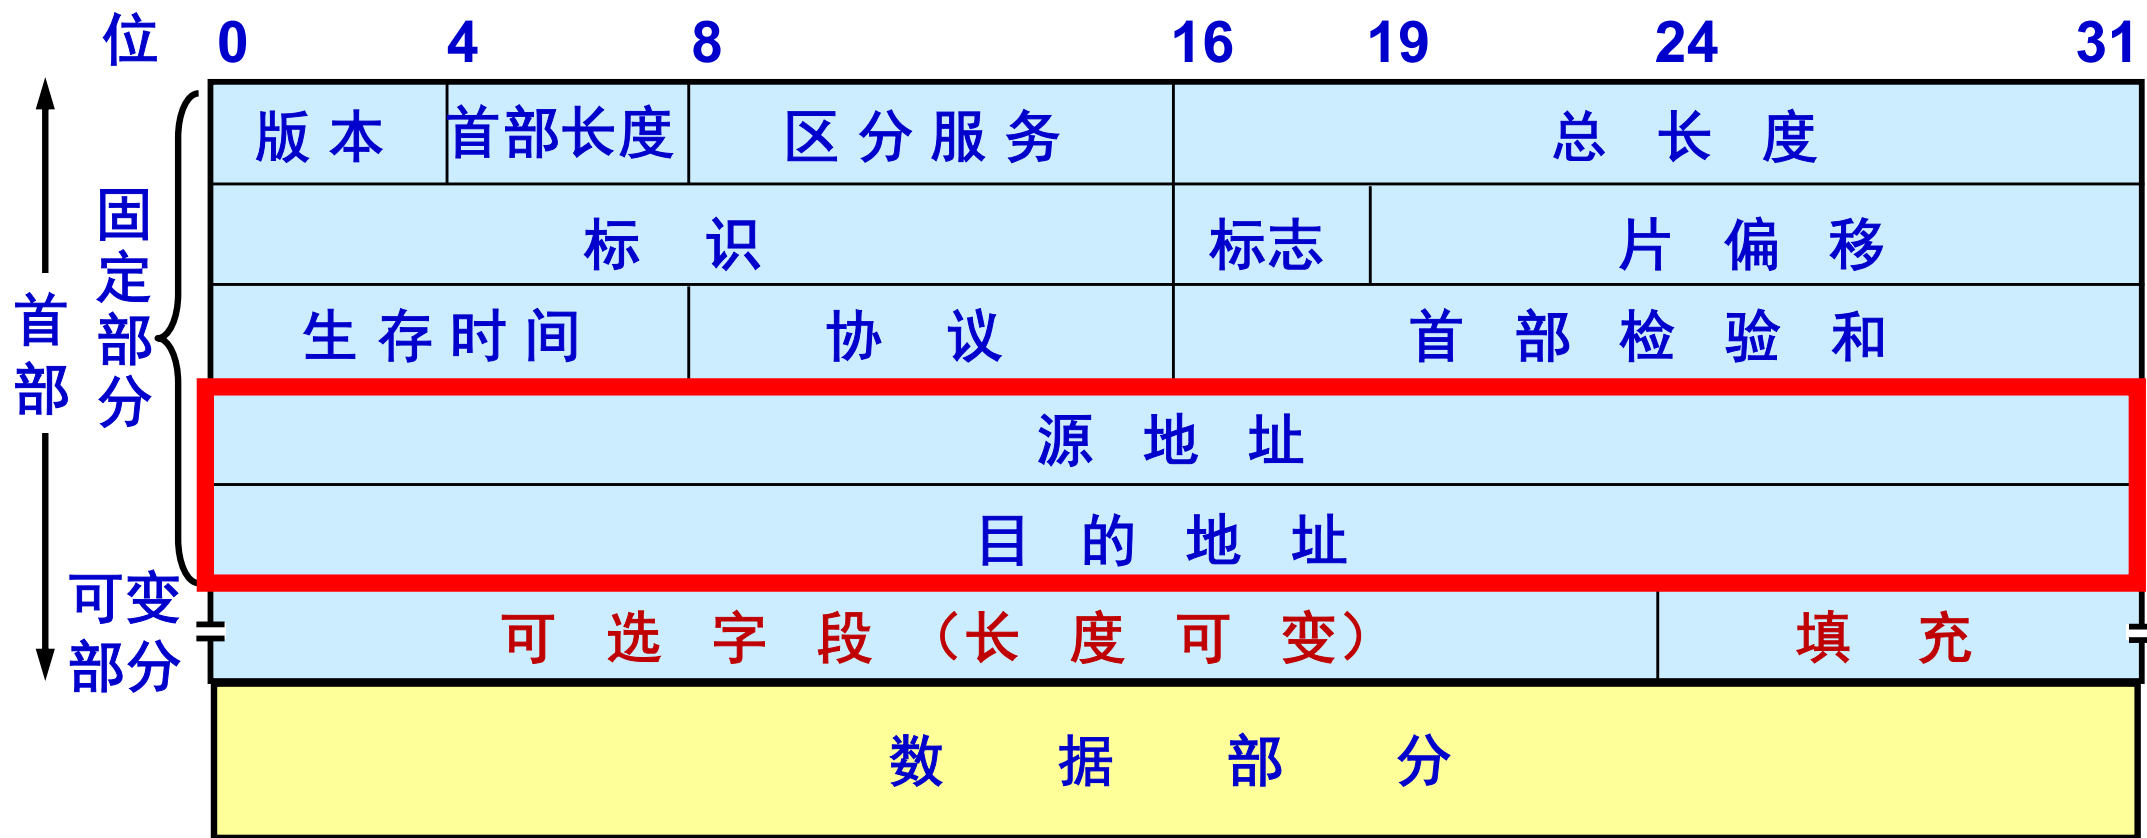 位 0 4 8 16 19 24 31
版本 首部长度 区分服务 总长度
标识 标志 片偏移
生存时间 协议 首部检验和
源地址
目的地址
可选字段（长度可变） 填充
数据部分
首部
固定部分
可变
部分